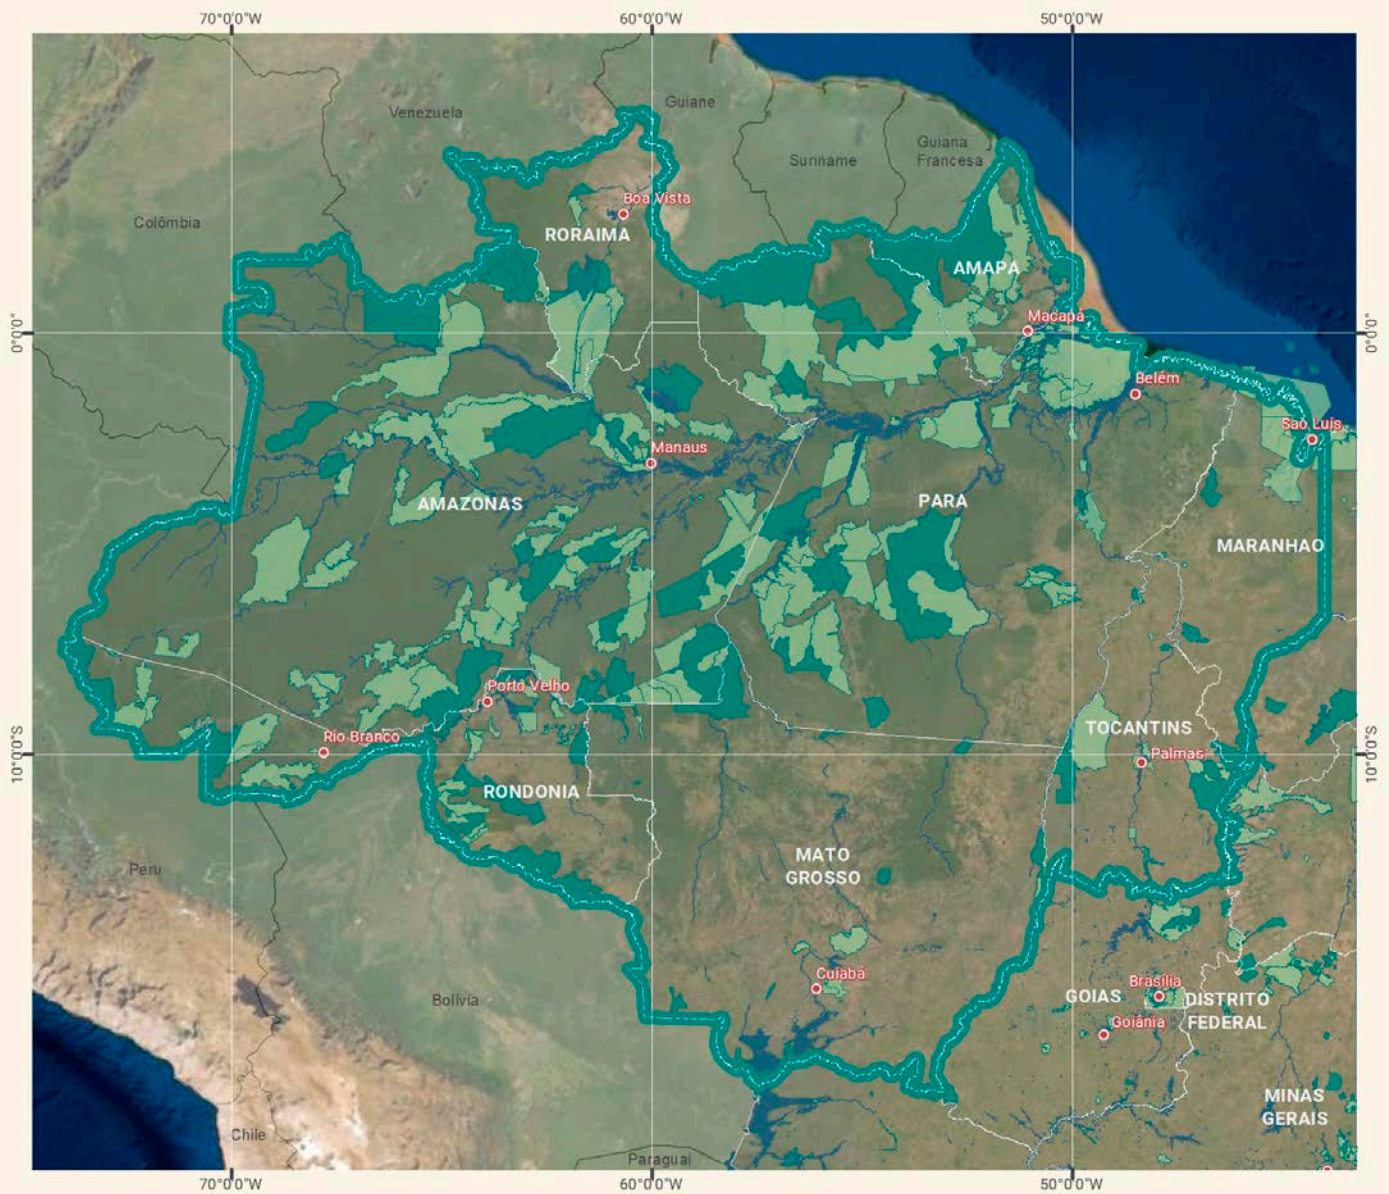 70°0'0"W
60°0'0"W
50°0'0"W
Venezuela
Guiane
Suriname
Guiana
Francesa
Colômbia
Boa Vista
RORAIMA
AMAPA
Macapá
0°0'0"
0°0'0"
Belém
São Luís
Manaus
AMAZONAS
PARA
MARANHAO
Porto Velho
Rio Branco
TOCANTINS
Palmas
10°0'0"S
10°0'0"S
RONDONIA
MATO
GROSSO
Peru
Cuiabá
Brasília
GOIAS
DISTRITO
FEDERAL
Bolívia
Goiânia
MINAS
GERAIS
Chile
Paraguai
70°0'0"W
60°0'0"W
50°0'0"W